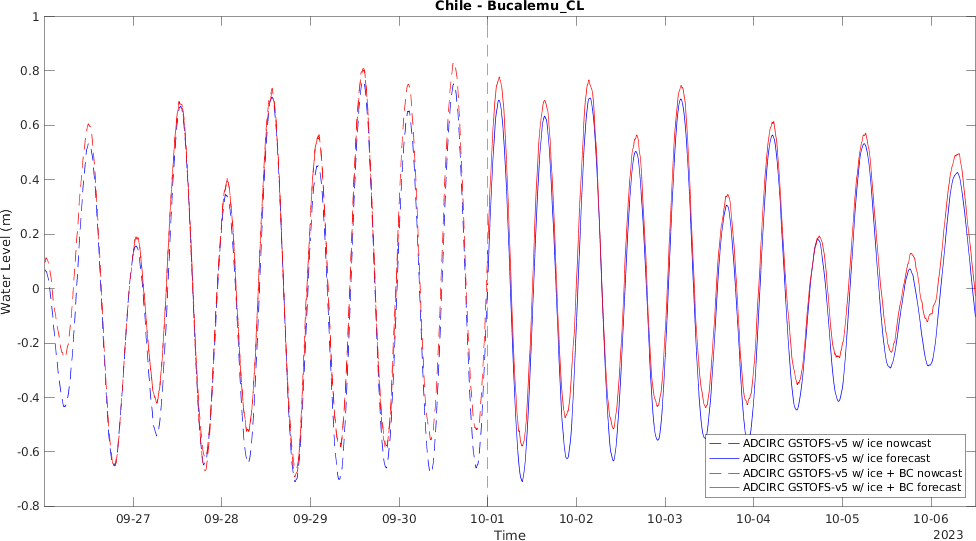 Chile - Bucalemu_CL
Water Level (m)
1
0.8
0.6
0.4
0.2
0
-0.2
-0.4
-0.6
-0.8
ADCIRC GSTOFS-v5 w/ ice nowcast
ADCIRC GSTOFS-v5 w/ ice forecast
ADCIRC GSTOFS-v5 w/ ice + BC nowcast
ADCIRC GSTOFS-v5 w/ ice + BC forecast
09-27 09-28 09-29 09-30 10-01 10-02 10-03 10-04 10-05 10-06
Time
2023